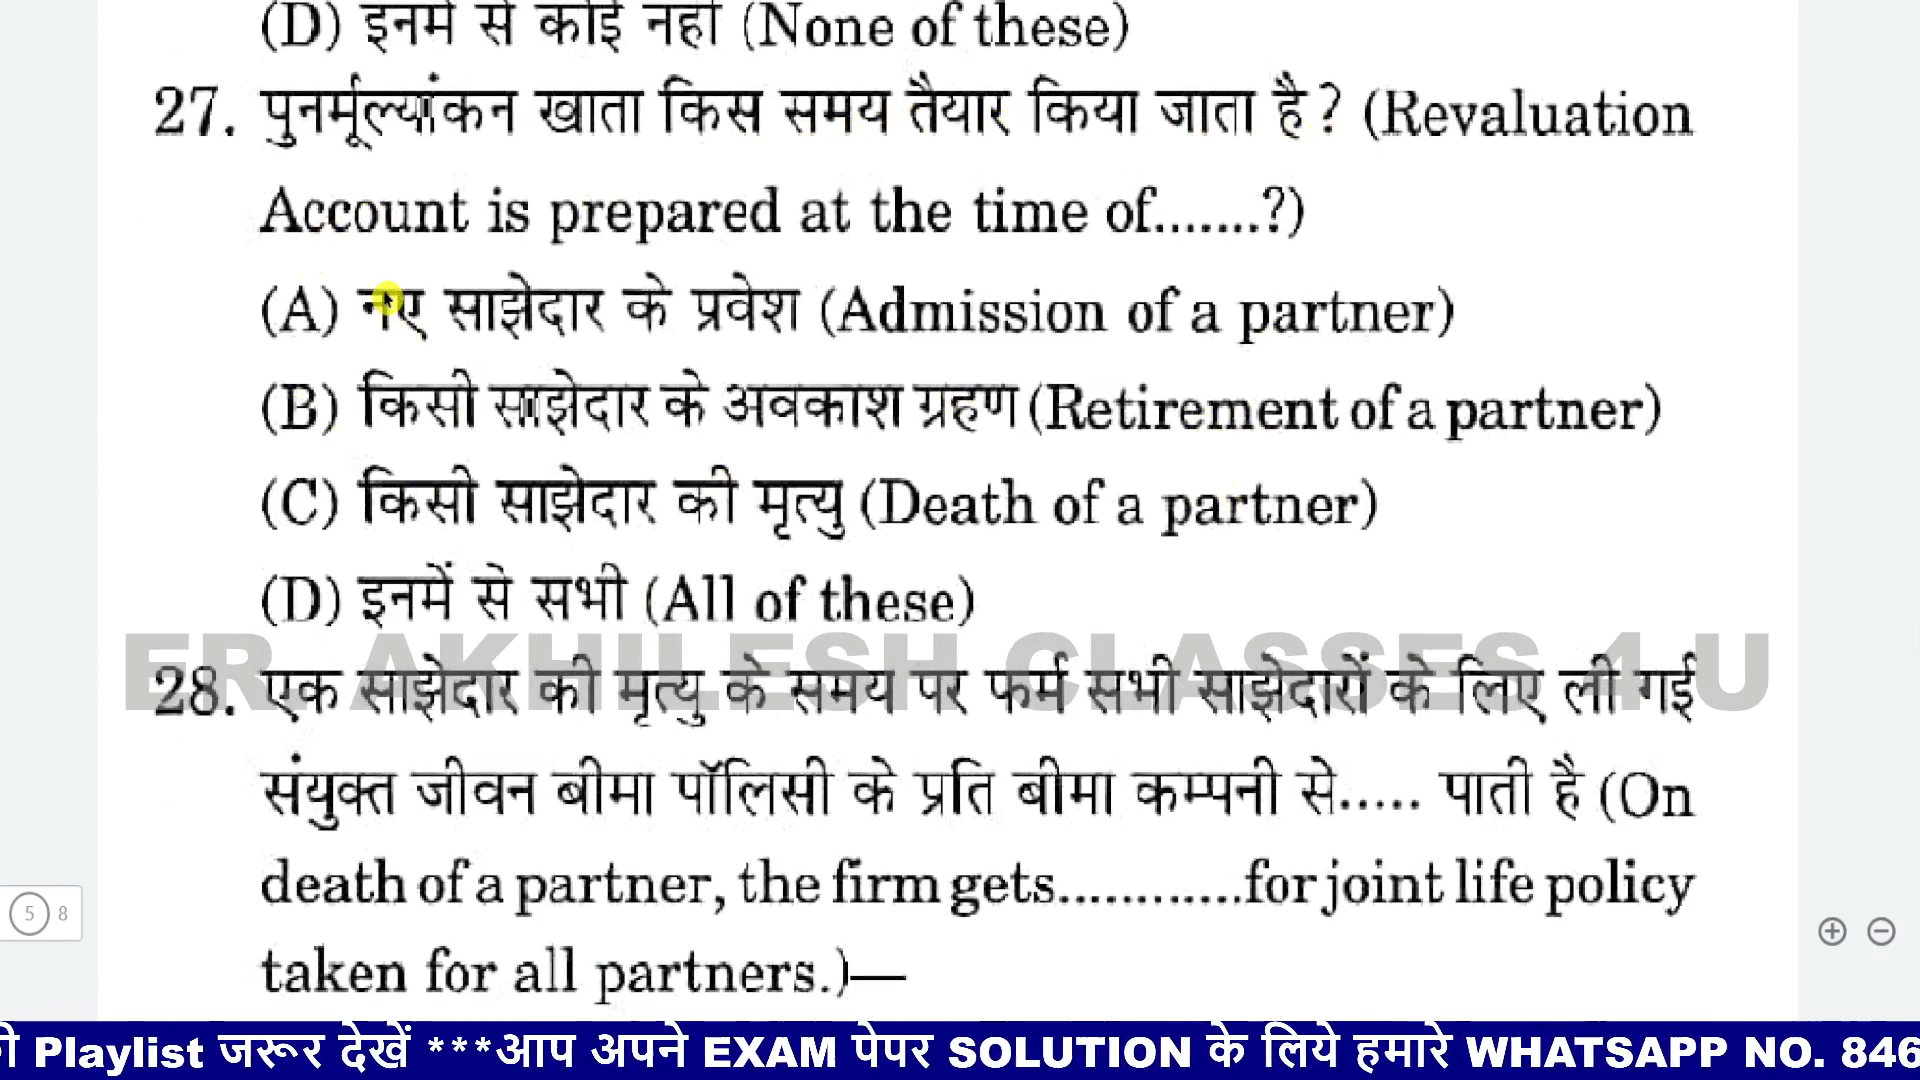 (D) इनमें से कोई नहीं (None of these)
27. पुनर्मूल्यांकन खाता किस समय तैयार किया जाता है? (Revaluation
Account is prepared at the time of.......?)
(A) नए साझेदार के प्रवेश (Admission of a partner)
(B) किसी साझेदार के अवकाश ग्रहण (Retirement of a partner)
(C) किसी साझेदार की मृत्यु (Death of a partner)
(D) इनमें से सभी (All of these)
ER. AKHILESH CLASSES 4 U
28. एक साझेदार की मृत्यु के समय पर फर्म सभी साझेदारों के लिए ली गई
संयुक्त जीवन बीमा पॉलिसी के प्रति बीमा कम्पनी से..... पाती है (On
death of a partner, the firm gets............for joint life policy
taken for all partners.)—
5 8
Playlist जरूर देखें ***आप अपने EXAM पेपर SOLUTION के लिये हमारे WHATSAPP NO. 846